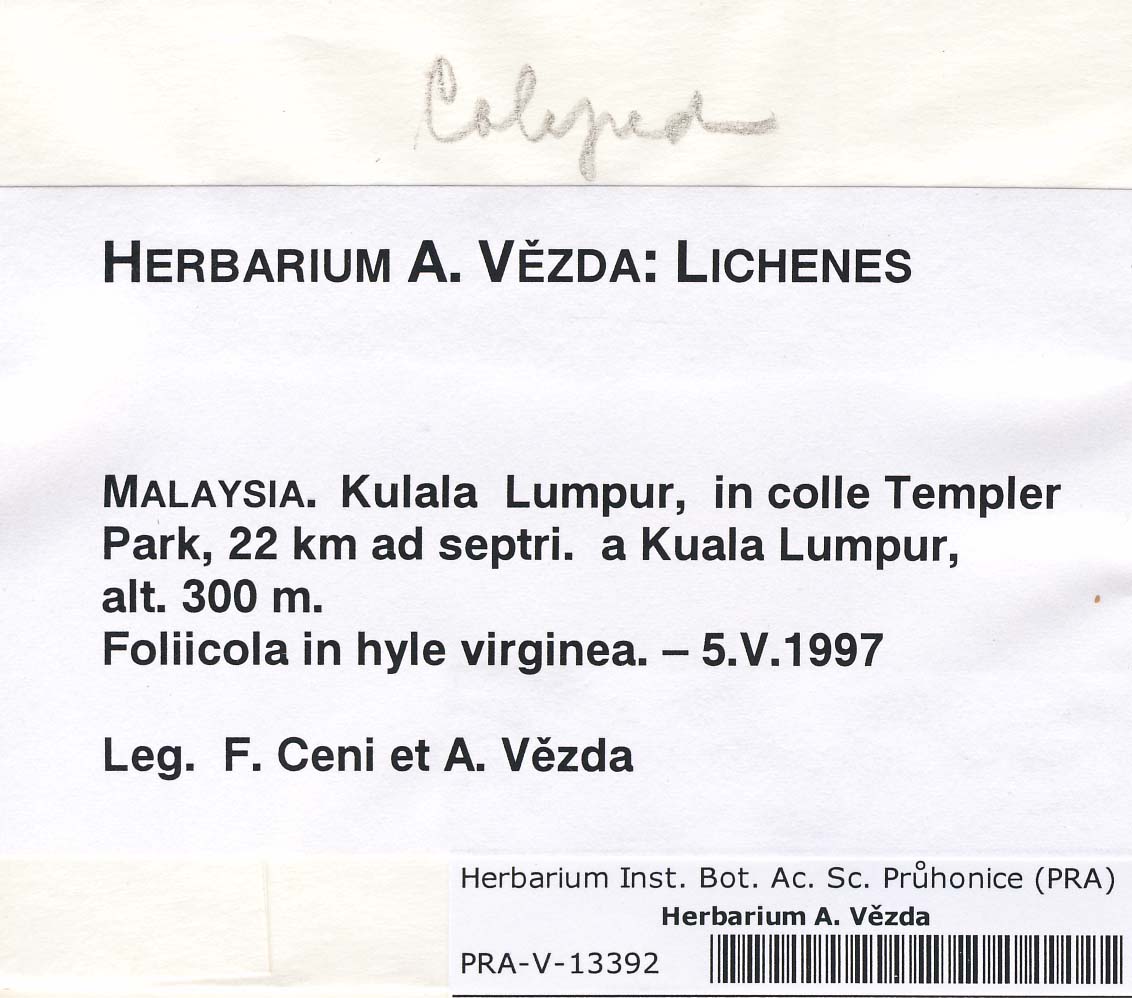 HERBARIUM A. VĚZDA: LICHENES
MALAYSIA. Kulala Lumpur, in colle Templer
Park, 22 km ad septri. a Kuala Lumpur,
alt. 300 m.
Foliicola in hyle virginea. – 5.V.1997
Leg. F. Ceni et A. Vězda
Herbarium Inst. Bot. Ac. Sc. Průhonice (PRA)
Herbarium A. Vězda
PRA-V-13392